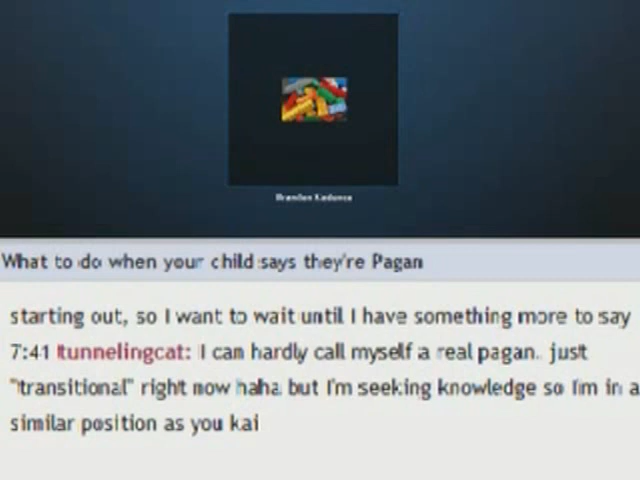 Brandon Kadonca
What to do when your child says they're Pagan
starting out, so I want to wait until I have something more to say
7:41 tunnelingcat: I can hardly call myself a real pagan. just
"transitional" right now haha but I'm seeking knowledge so I'm in a
similar position as you kai